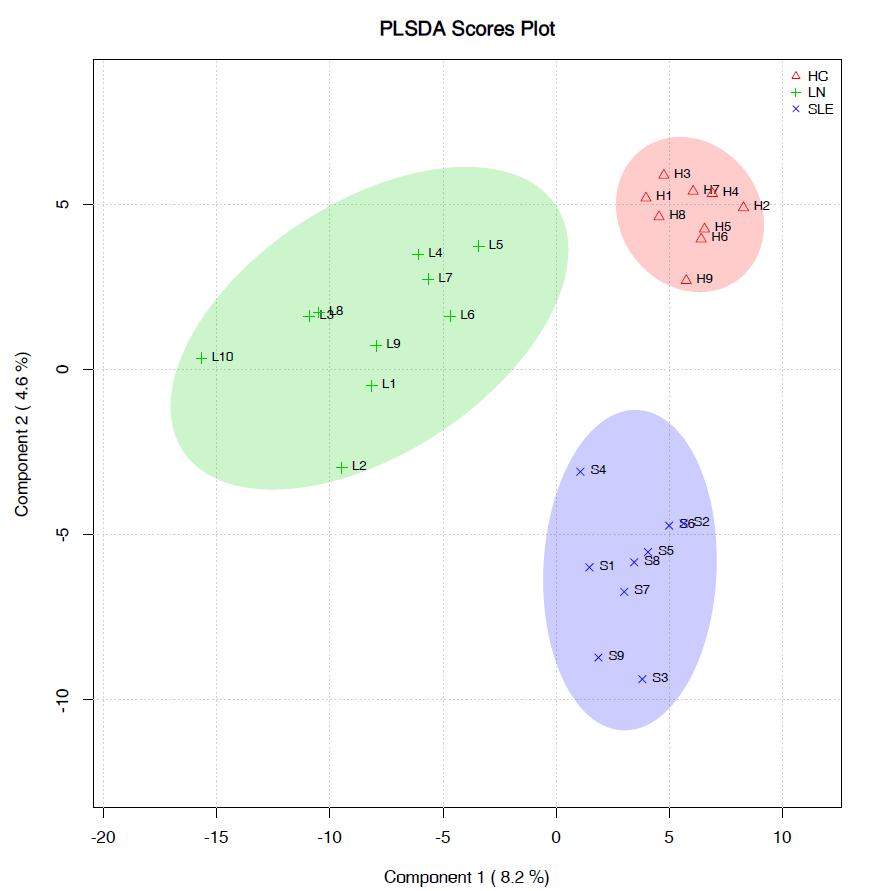 PLSDA Scores Plot
HC
LN
SLE
H3
H7
H4
H1
H2
H8
H5
H6
H9
L5
L4
L7
L8
L3
L6
L9
L10
L1
L2
S4
S6
S2
S5
S8
S1
S7
S9
S3
5
0
-5
-10
Component 2 ( 4.6 %)
-20
-15
-10
-5
0
5
10
Component 1 ( 8.2 %)